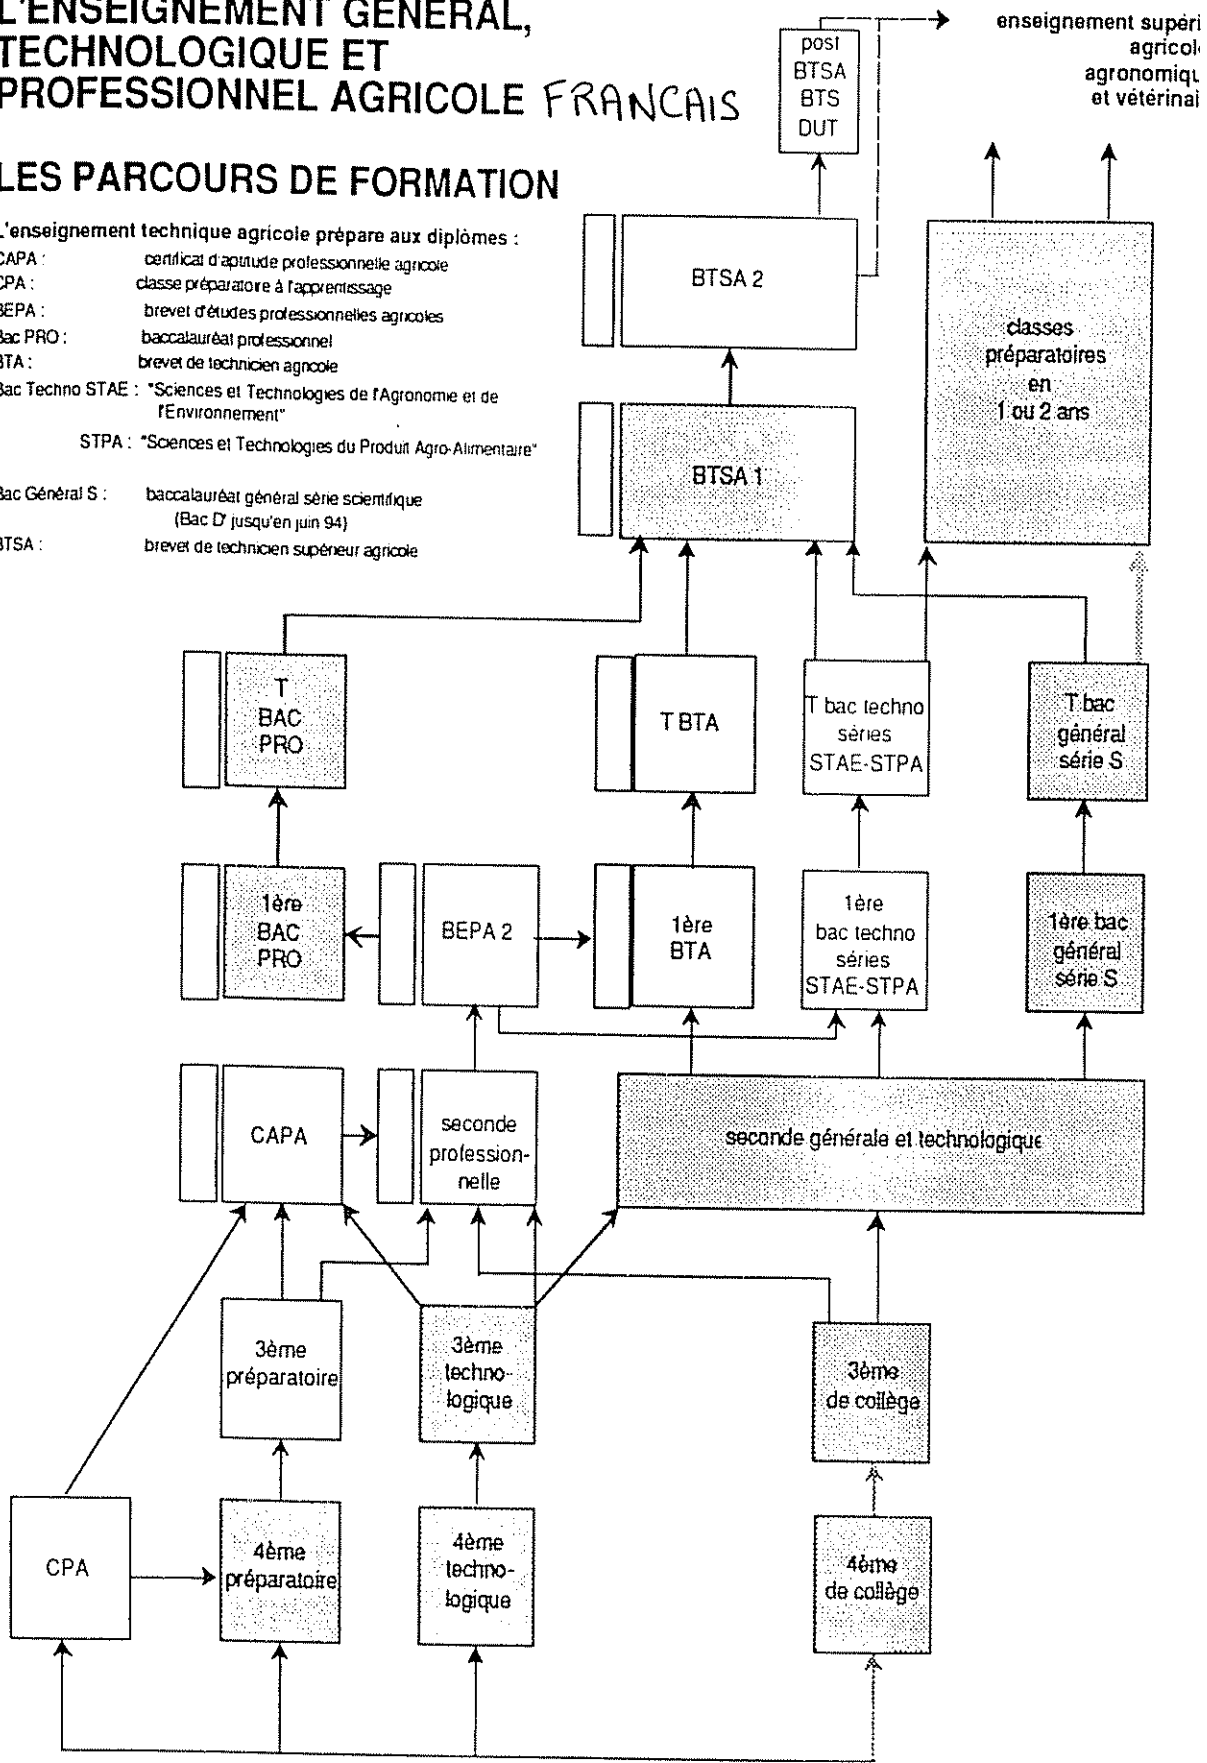 L'ENSEIGNEMENT GÉNÉRAL,
TECHNOLOGIQUE ET
PROFESSIONNEL AGRICOLE FRANCAIS
LES PARCOURS DE FORMATION
L'enseignement technique agricole prépare aux diplômes :
CAPA : certificat d'aptitude professionnelle agricole
CPA : classe préparatoire à l'apprentissage
BEPA : brevet d'études professionnelles agricoles
Bac PRO : baccalauréat professionnel
BTA : brevet de technicien agricole
Bac Techno STAE : "Sciences et Technologies de l'Agronomie et de
l'Environnement"
STPA : "Sciences et Technologies du Produit Agro-Alimentaire"
Bac Général S : baccalauréat général série scientifique
(Bac D' jusqu'en juin 94)
BTSA : brevet de technicien supérieur agricole
post
BTSA
BTS
DUT
enseignement supéri
agricol
agronomiqu
et vétérinai
BTSA 2
classes
préparatoires
en
1 ou 2 ans
BTSA 1
T
BAC
PRO
T BTA
T bac techno
séries
STAE-STPA
T bac
général
série S
1ère
BAC
PRO
BEPA 2
1ère
BTA
1ère
bac techno
séries
STAE-STPA
1ère bac
général
série S
CAPA
seconde
profession-
nelle
seconde générale et technologique
3ème
préparatoire
3ème
techno-
logique
3ème
de collège
CPA
4ème
préparatoire
4ème
techno-
logique
4ème
de collège